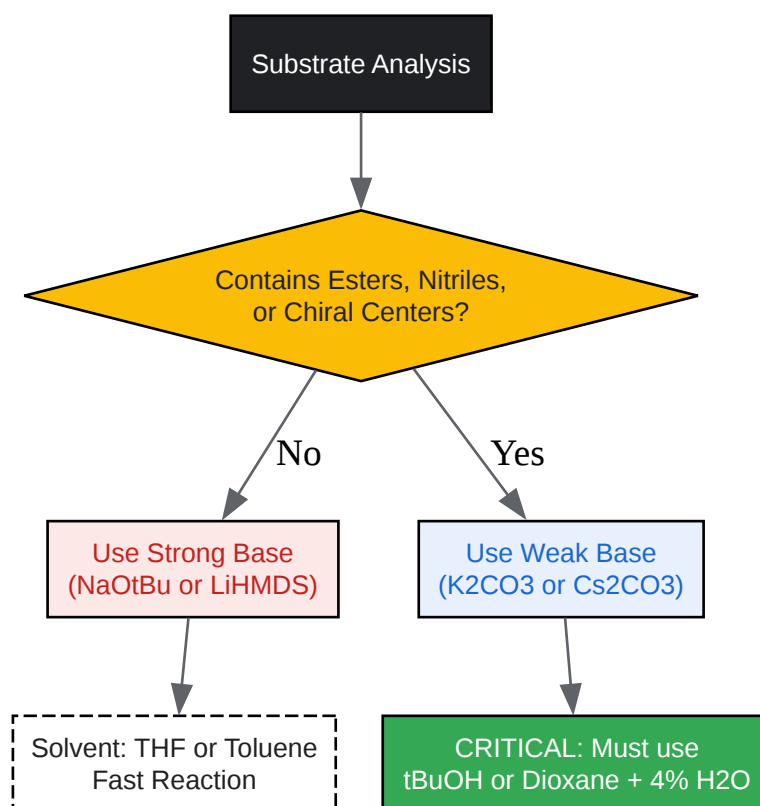 Substrate Analysis
Contains Esters, Nitriles,
or Chiral Centers?
No
Yes
Use Strong Base
(NaOtBu or LiHMDS)
Use Weak Base
(K2CO3 or Cs2CO3)
Solvent: THF or Toluene
Fast Reaction
CRITICAL: Must use
tBuOH or Dioxane + 4% H2O